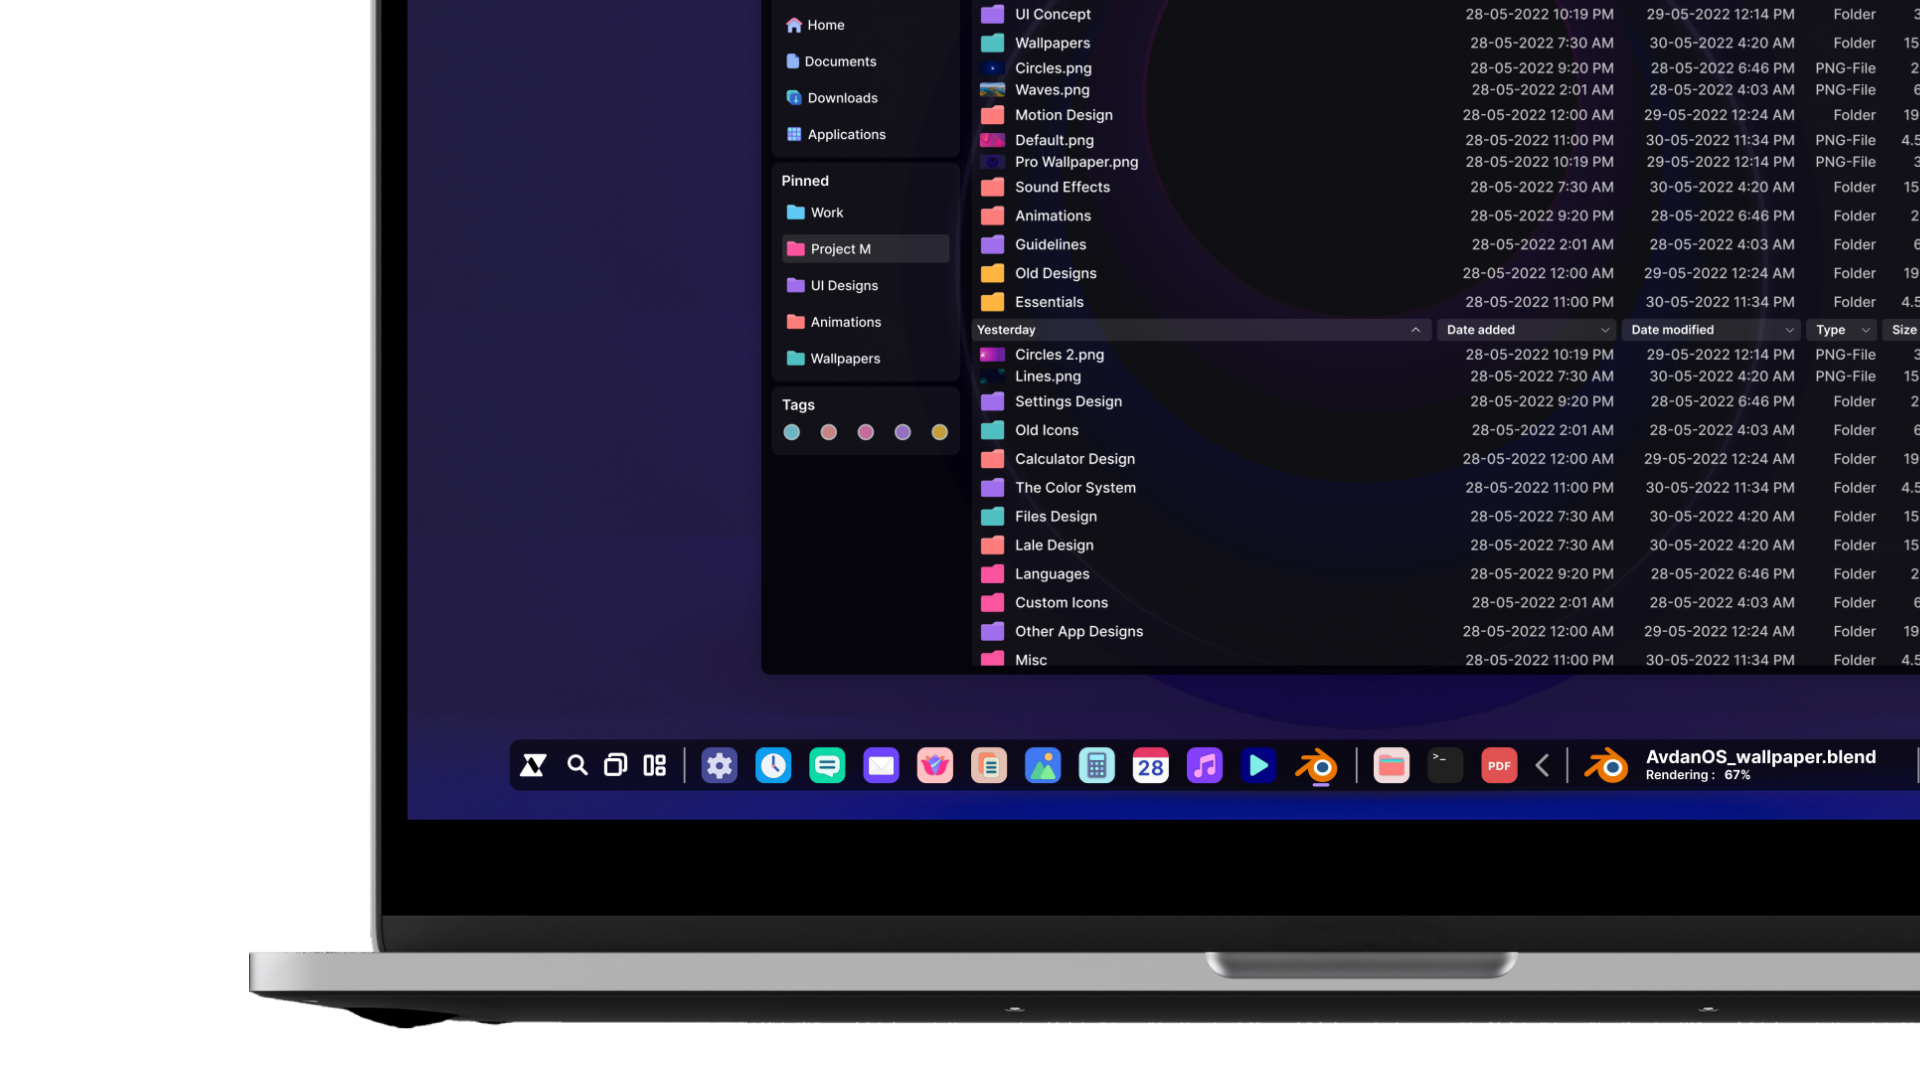 Home
Documents
Downloads
Applications
Pinned
Work
Project M
UI Designs
Animations
Wallpapers
Tags
UI Concept 28-05-2022 10:19 PM 29-05-2022 12:14 PM Folder
Wallpapers 28-05-2022 7:30 AM 30-05-2022 4:20 AM Folder 15
Circles.png 28-05-2022 9:20 PM 28-05-2022 6:46 PM PNG-File 2
Waves.png 28-05-2022 2:01 AM 28-05-2022 4:03 AM PNG-File
Motion Design 28-05-2022 12:00 AM 29-05-2022 12:24 AM Folder 19
Default.png 28-05-2022 11:00 PM 30-05-2022 11:34 PM PNG-File 4.5
Pro Wallpaper.png 28-05-2022 10:19 PM 29-05-2022 12:14 PM PNG-File
Sound Effects 28-05-2022 7:30 AM 30-05-2022 4:20 AM Folder 15
Animations 28-05-2022 9:20 PM 28-05-2022 6:46 PM Folder 2
Guidelines 28-05-2022 2:01 AM 28-05-2022 4:03 AM Folder
Old Designs 28-05-2022 12:00 AM 29-05-2022 12:24 AM Folder 19
Essentials 28-05-2022 11:00 PM 30-05-2022 11:34 PM Folder 4.5
Yesterday Date added Date modified Type Size
Circles 2.png 28-05-2022 10:19 PM 29-05-2022 12:14 PM PNG-File
Lines.png 28-05-2022 7:30 AM 30-05-2022 4:20 AM PNG-File 15
Settings Design 28-05-2022 9:20 PM 28-05-2022 6:46 PM Folder 2
Old Icons 28-05-2022 2:01 AM 28-05-2022 4:03 AM Folder
Calculator Design 28-05-2022 12:00 AM 29-05-2022 12:24 AM Folder 19
The Color System 28-05-2022 11:00 PM 30-05-2022 11:34 PM Folder 4.5
Files Design 28-05-2022 7:30 AM 30-05-2022 4:20 AM Folder 15
Lale Design 28-05-2022 7:30 AM 30-05-2022 4:20 AM Folder 15
Languages 28-05-2022 9:20 PM 28-05-2022 6:46 PM Folder 2
Custom Icons 28-05-2022 2:01 AM 28-05-2022 4:03 AM Folder
Other App Designs 28-05-2022 12:00 AM 29-05-2022 12:24 AM Folder 19
Misc 28-05-2022 11:00 PM 30-05-2022 11:34 PM Folder 4.5
28
>_
PDF
AvdanOS_wallpaper.blend
Rendering : 67%